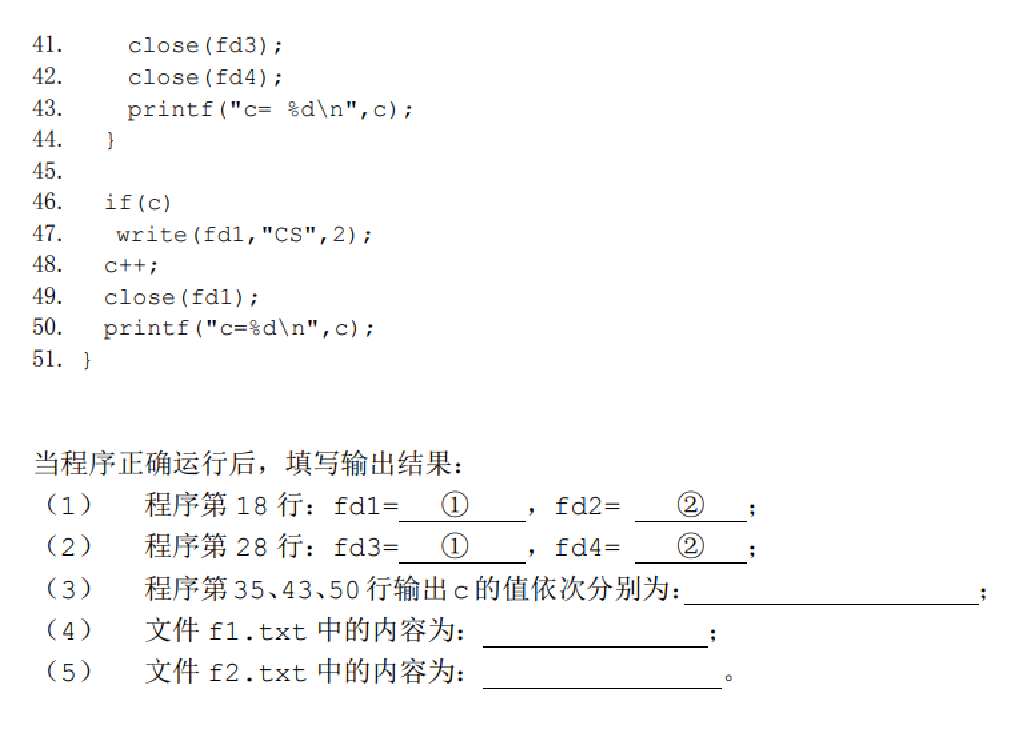 41.    close(fd3);
42.    close(fd4);
43.    printf("c= %d\n",c);
44.  }
45.
46.  if(c)
47.   write(fd1,"CS",2);
48.  c++;
49.  close(fd1);
50.  printf("c=%d\n",c);
51. }
当程序正确运行后，填写输出结果：
（1） 程序第 18 行：fd1=　①　，fd2=　②　；
（2） 程序第 28 行：fd3=　①　，fd4=　②　；
（3） 程序第 35、43、50 行输出 c 的值依次分别为：　　　　；
（4） 文件 f1.txt 中的内容为：　　　　；
（5） 文件 f2.txt 中的内容为：　　　　。